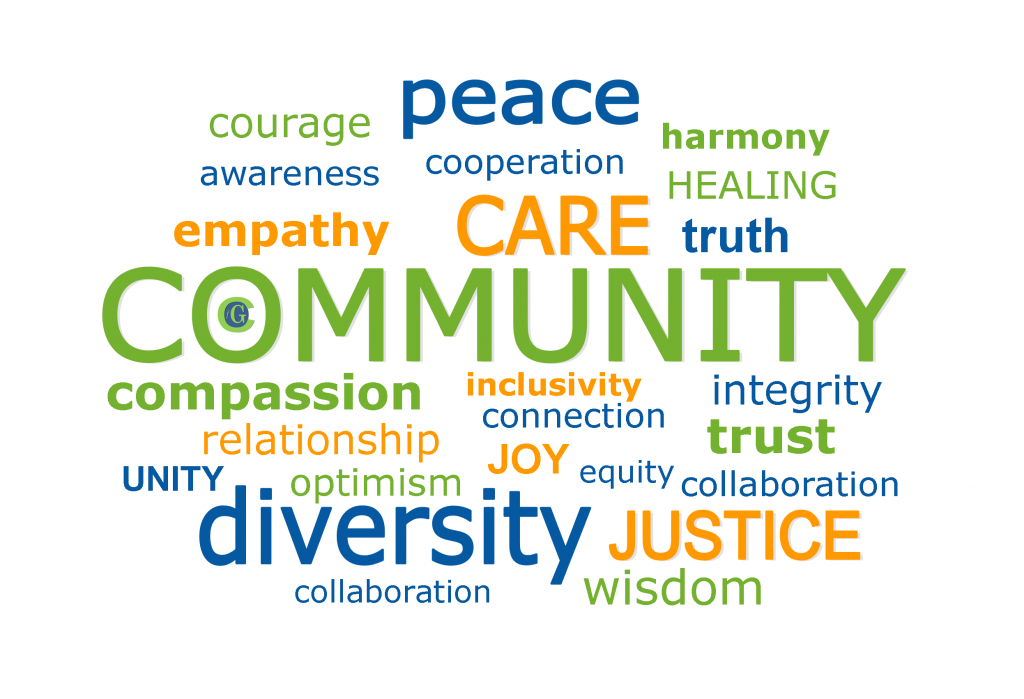 peace
courage
harmony
cooperation
awareness
HEALING
CARE
empathy
truth
COMMUNITY
CG
compassion
inclusivity
integrity
connection
relationship
trust
JOY
equity
UNITY
optimism
collaboration
diversity
JUSTICE
collaboration
wisdom